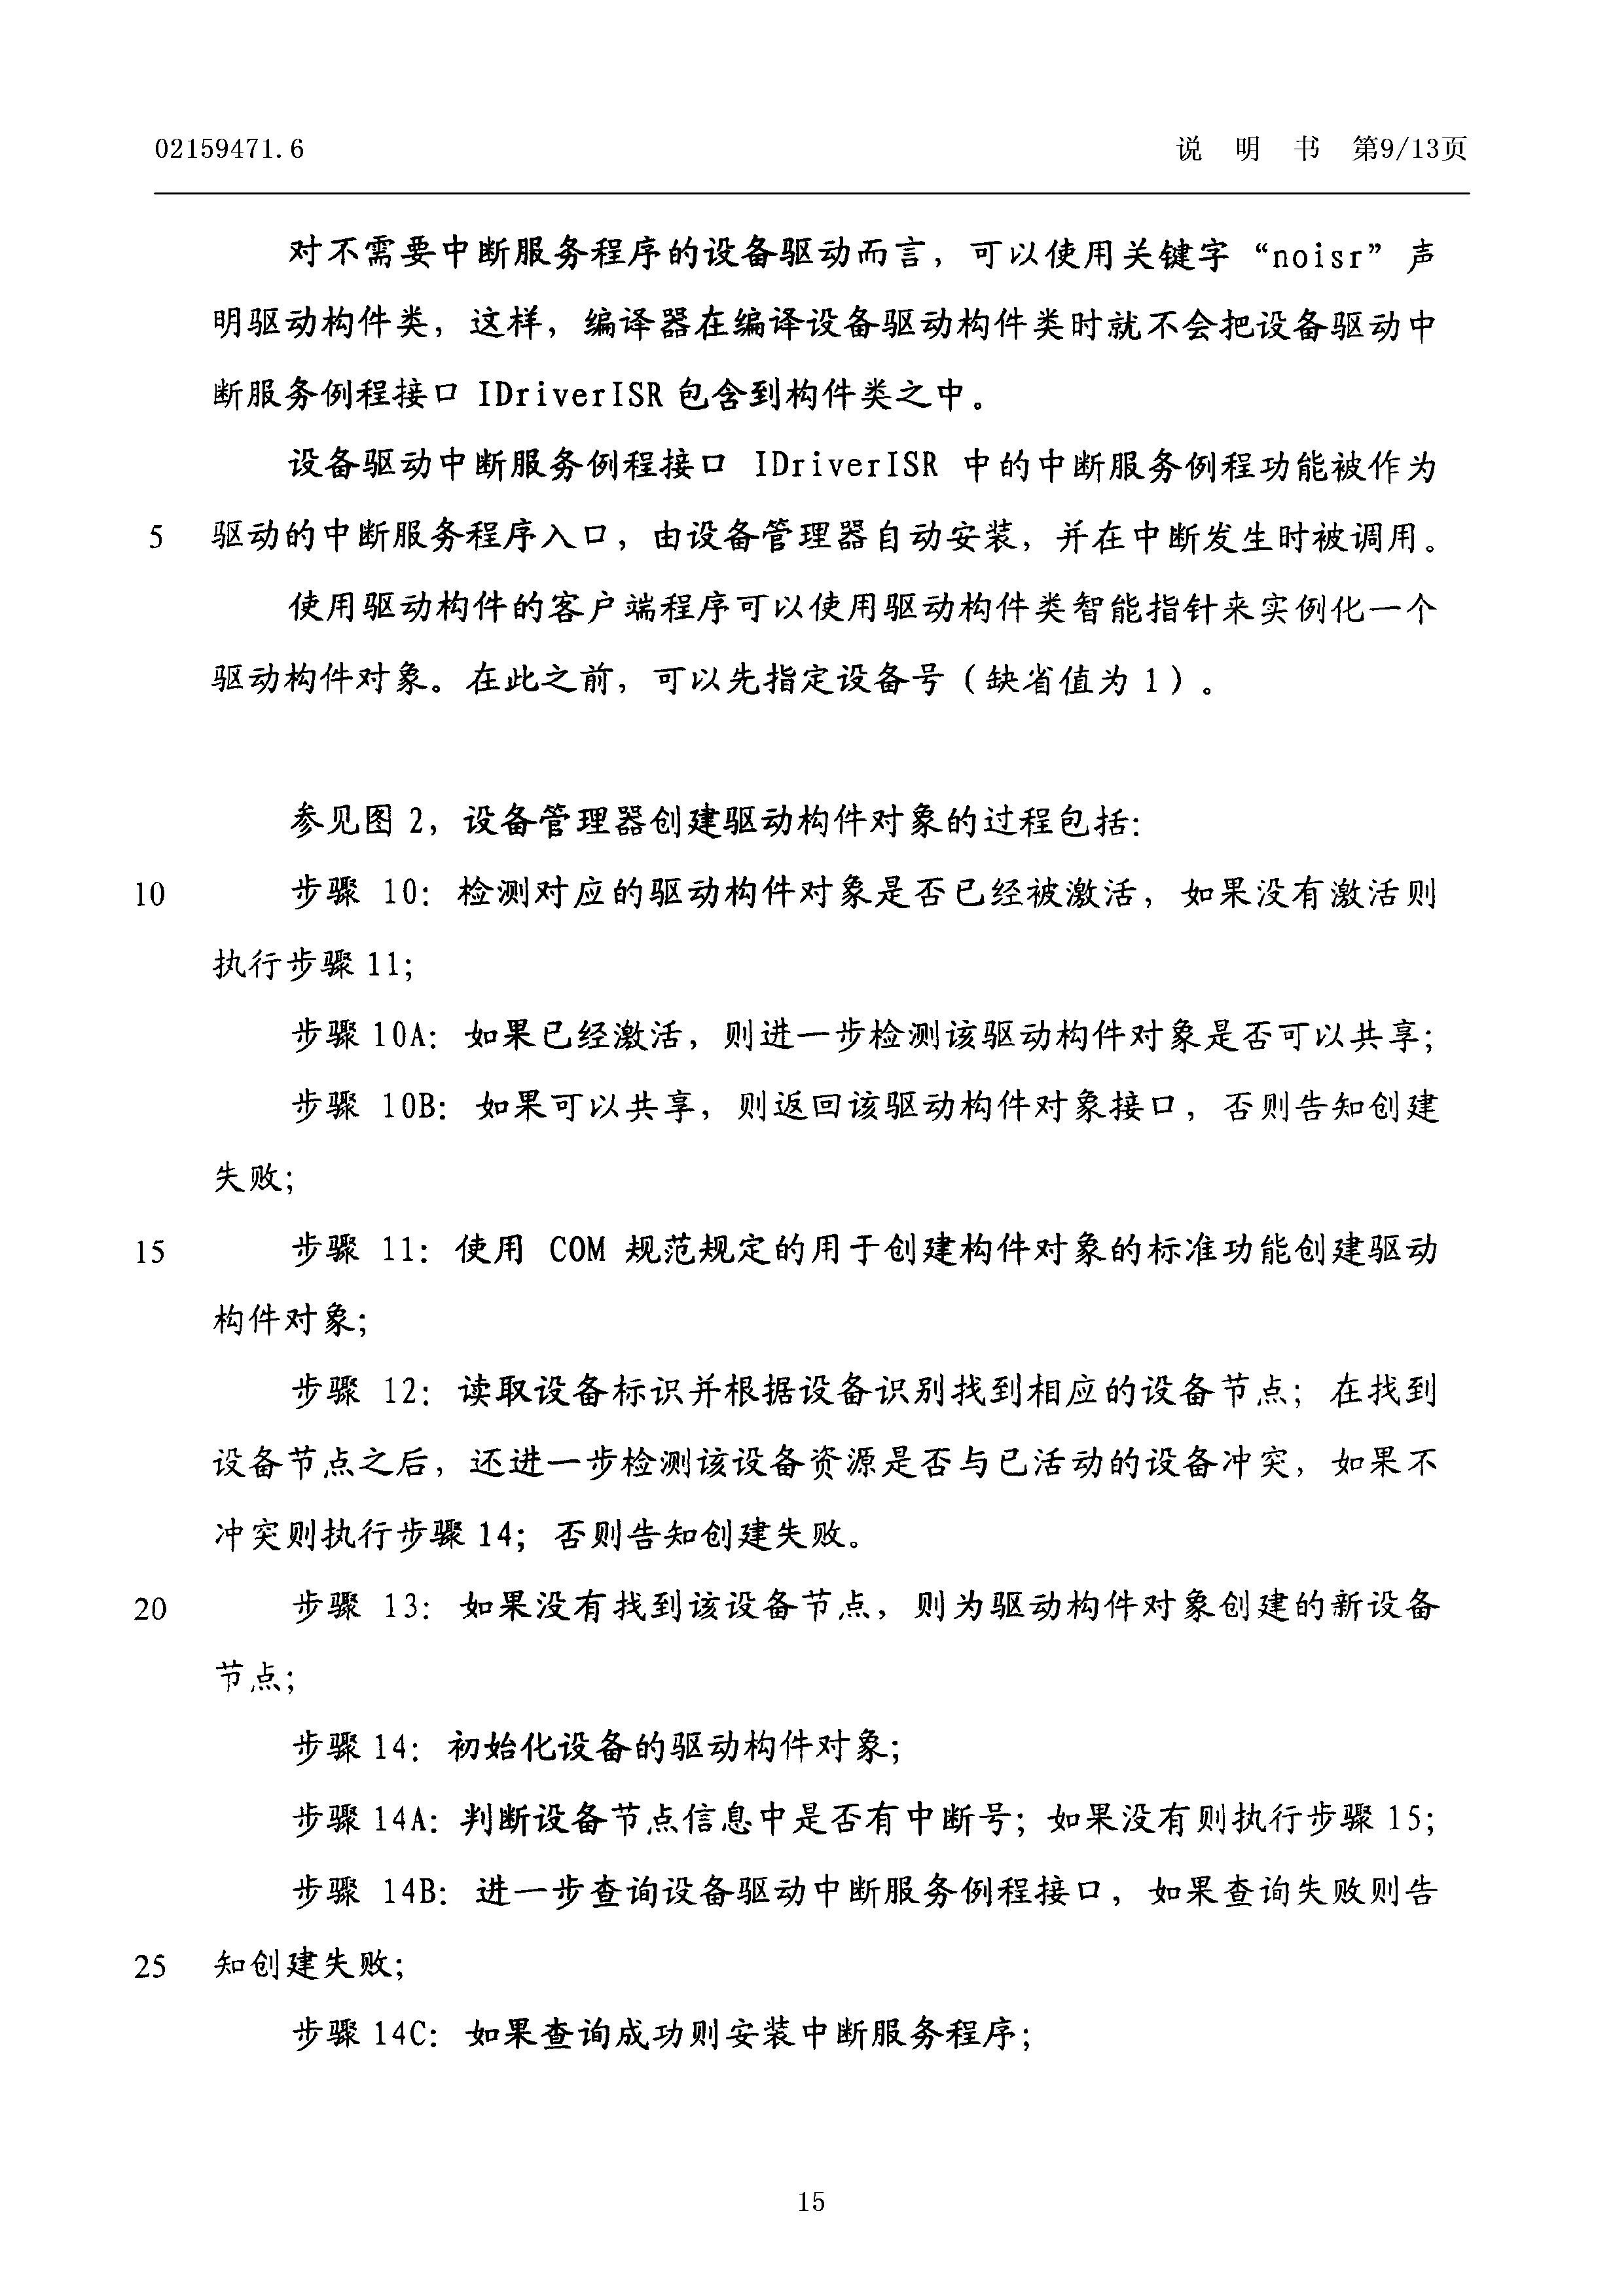 02159471.6 说 明 书 第9/13页
对不需要中断服务程序的设备驱动而言，可以使用关键字“noisr”声
明驱动构件类，这样，编译器在编译设备驱动构件类时就不会把设备驱动中
断服务例程接口 IDriverISR 包含到构件类之中。
设备驱动中断服务例程接口 IDriverISR 中的中断服务例程功能被作为
5 驱动的中断服务程序入口，由设备管理器自动安装，并在中断发生时被调用。
使用驱动构件的客户端程序可以使用驱动构件类智能指针来实例化一个
驱动构件对象。在此之前，可以先指定设备号（缺省值为 1）。
参见图 2，设备管理器创建驱动构件对象的过程包括：
10 步骤 10：检测对应的驱动构件对象是否已经被激活，如果没有激活则
执行步骤 11；
步骤 10A：如果已经激活，则进一步检测该驱动构件对象是否可以共享；
步骤 10B：如果可以共享，则返回该驱动构件对象接口，否则告知创建
失败；
15 步骤 11：使用 COM 规范规定的用于创建构件对象的标准功能创建驱动
构件对象；
步骤 12：读取设备标识并根据设备识别找到相应的设备节点；在找到
设备节点之后，还进一步检测该设备资源是否与已活动的设备冲突，如果不
冲突则执行步骤 14；否则告知创建失败。
20 步骤 13：如果没有找到该设备节点，则为驱动构件对象创建的新设备
节点；
步骤 14：初始化设备的驱动构件对象；
步骤 14A：判断设备节点信息中是否有中断号；如果没有则执行步骤 15；
步骤 14B：进一步查询设备驱动中断服务例程接口，如果查询失败则告
25 知创建失败；
步骤 14C：如果查询成功则安装中断服务程序；
15